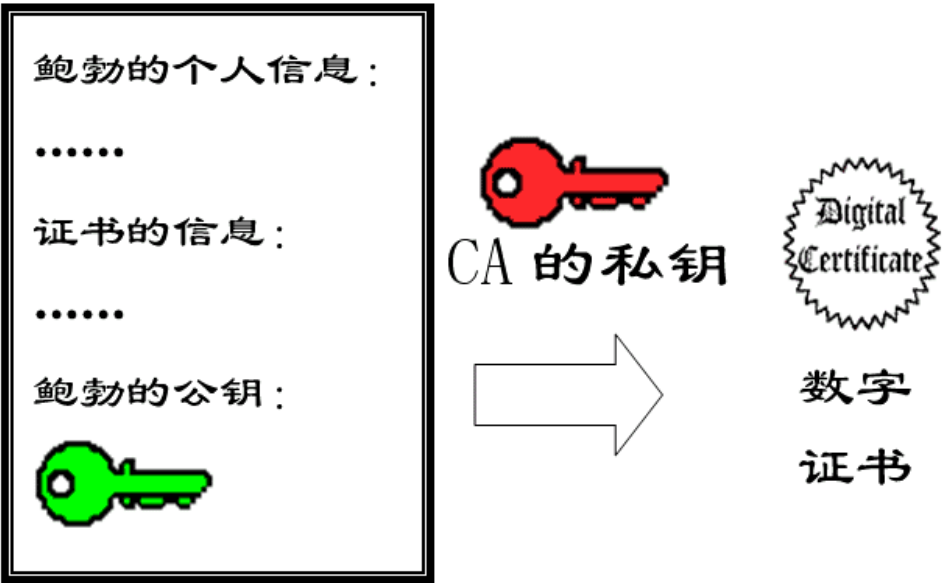 鲍勃的个人信息:
••••••
证书的信息:
••••••
鲍勃的公钥:
CA 的私钥
Digital
Certificate
数字
证书